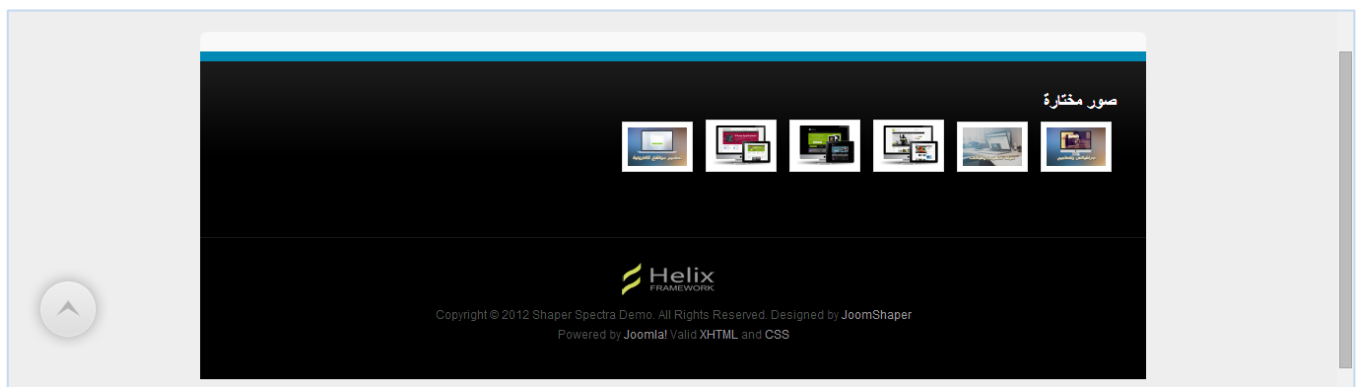 صور مختارة
Helix
FRAMEWORK
Copyright © 2012 Shaper Spectra Demo. All Rights Reserved. Designed by JoomShaper
Powered by Joomla! Valid XHTML and CSS